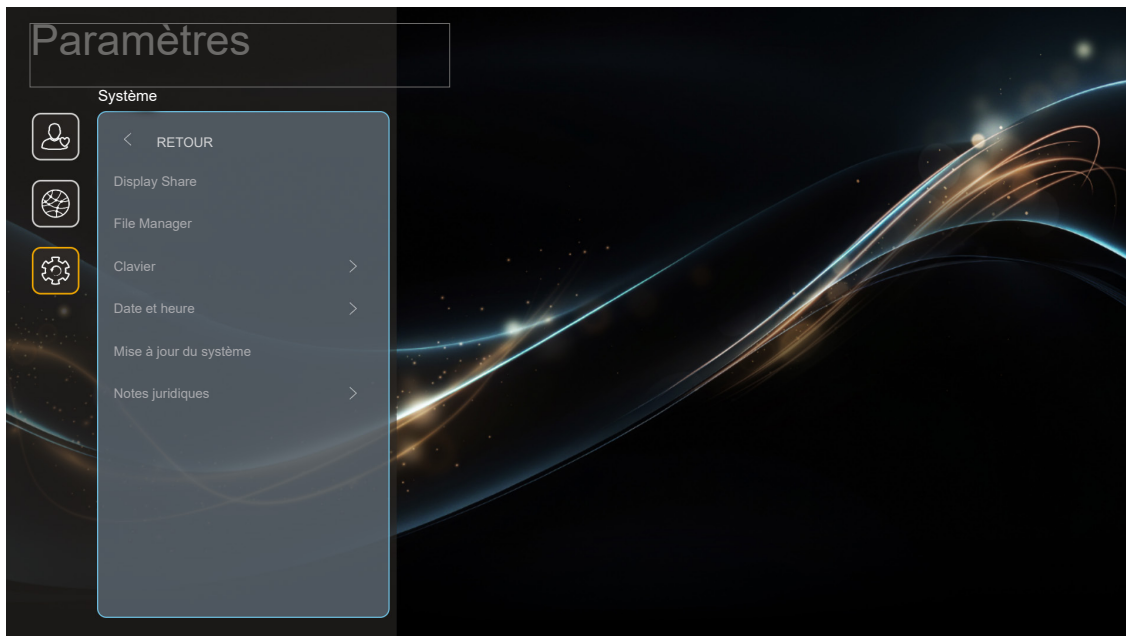 Paramètres
Système
RETOUR
Display Share
File Manager
Clavier
Date et heure
Mise à jour du système
Notes juridiques